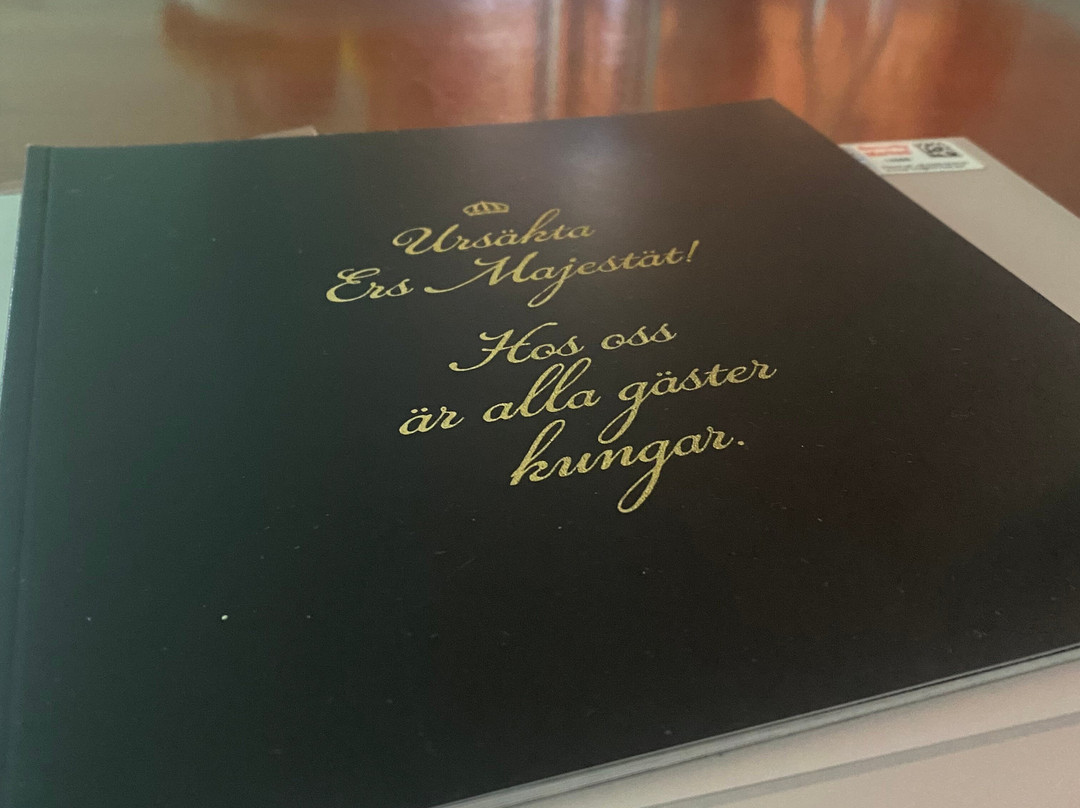 Ursäkta
Ers Majestät!
Hos oss
är alla gäster
kungar.